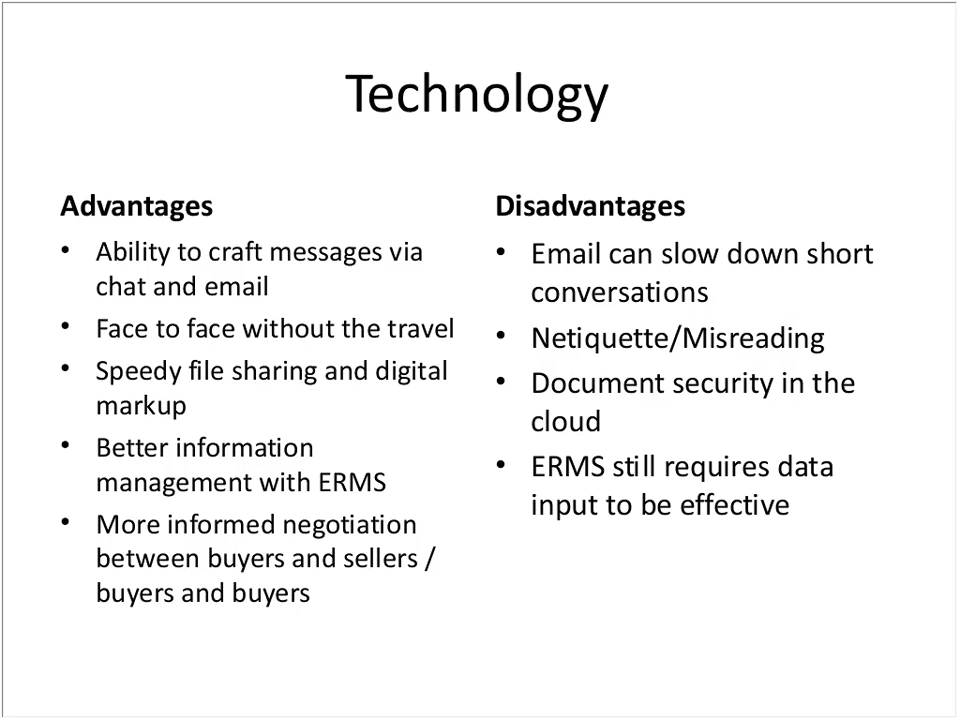 Technology
Advantages
• Ability to craft messages via
chat and email
• Face to face without the travel
• Speedy file sharing and digital
markup
• Better information
management with ERMS
• More informed negotiation
between buyers and sellers /
buyers and buyers
Disadvantages
• Email can slow down short
conversations
• Netiquette/Misreading
• Document security in the
cloud
• ERMS still requires data
input to be effective